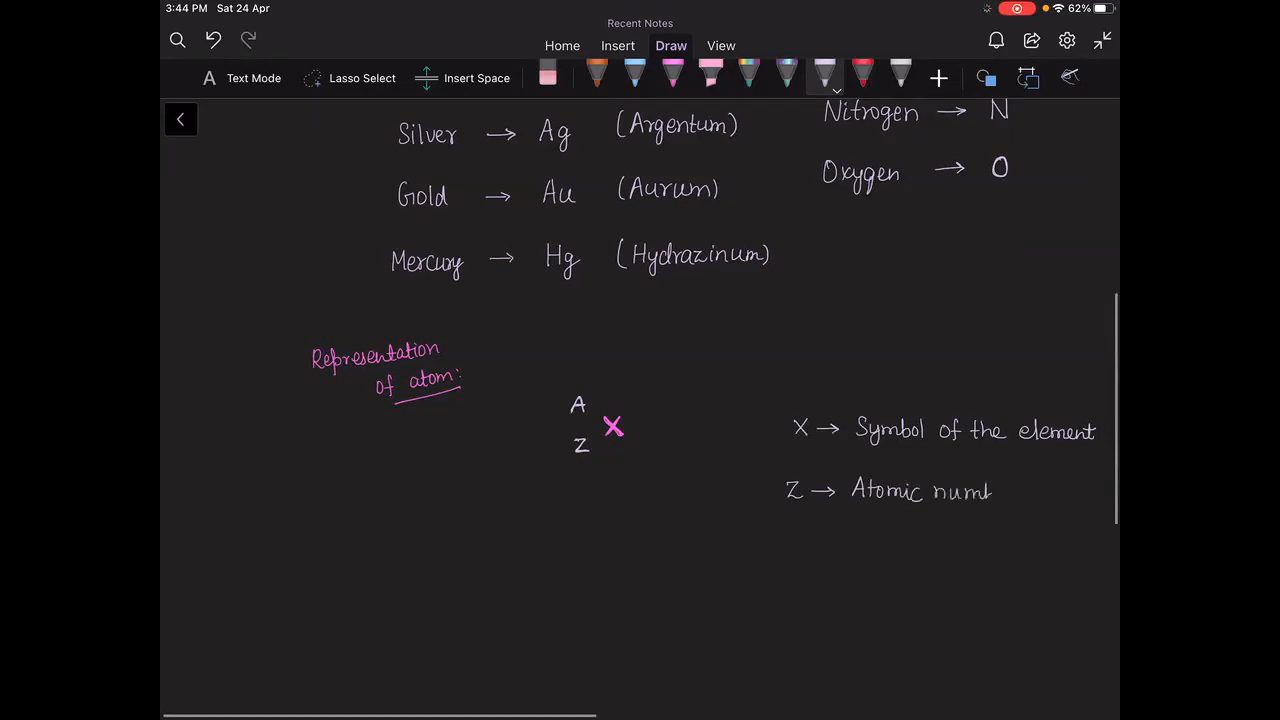 3:44 PM Sat 24 Apr
62%
Recent Notes
Home Insert Draw View
Text Mode Lasso Select Insert Space
Silver → Ag (Argentum)
Gold → Au (Aurum)
Mercury → Hg (Hydrazinum)
Nitrogen → N
Oxygen → O
Representation
of atom:
A
X
Z
X → Symbol of the element
Z → Atomic numb